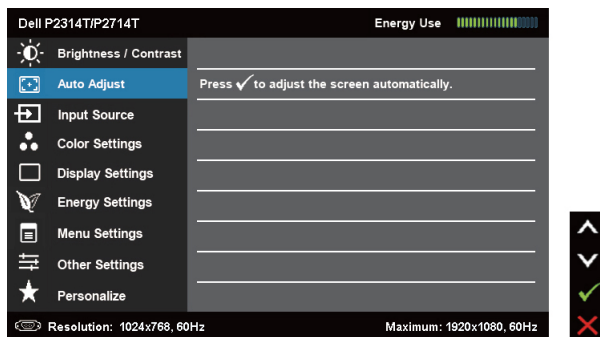 Dell P2314T/P2714T Energy Use
Brightness / Contrast
Auto Adjust Press ✓ to adjust the screen automatically.
Input Source
Color Settings
Display Settings
Energy Settings
Menu Settings
Other Settings
Personalize
Resolution: 1024x768, 60Hz Maximum: 1920x1080, 60Hz